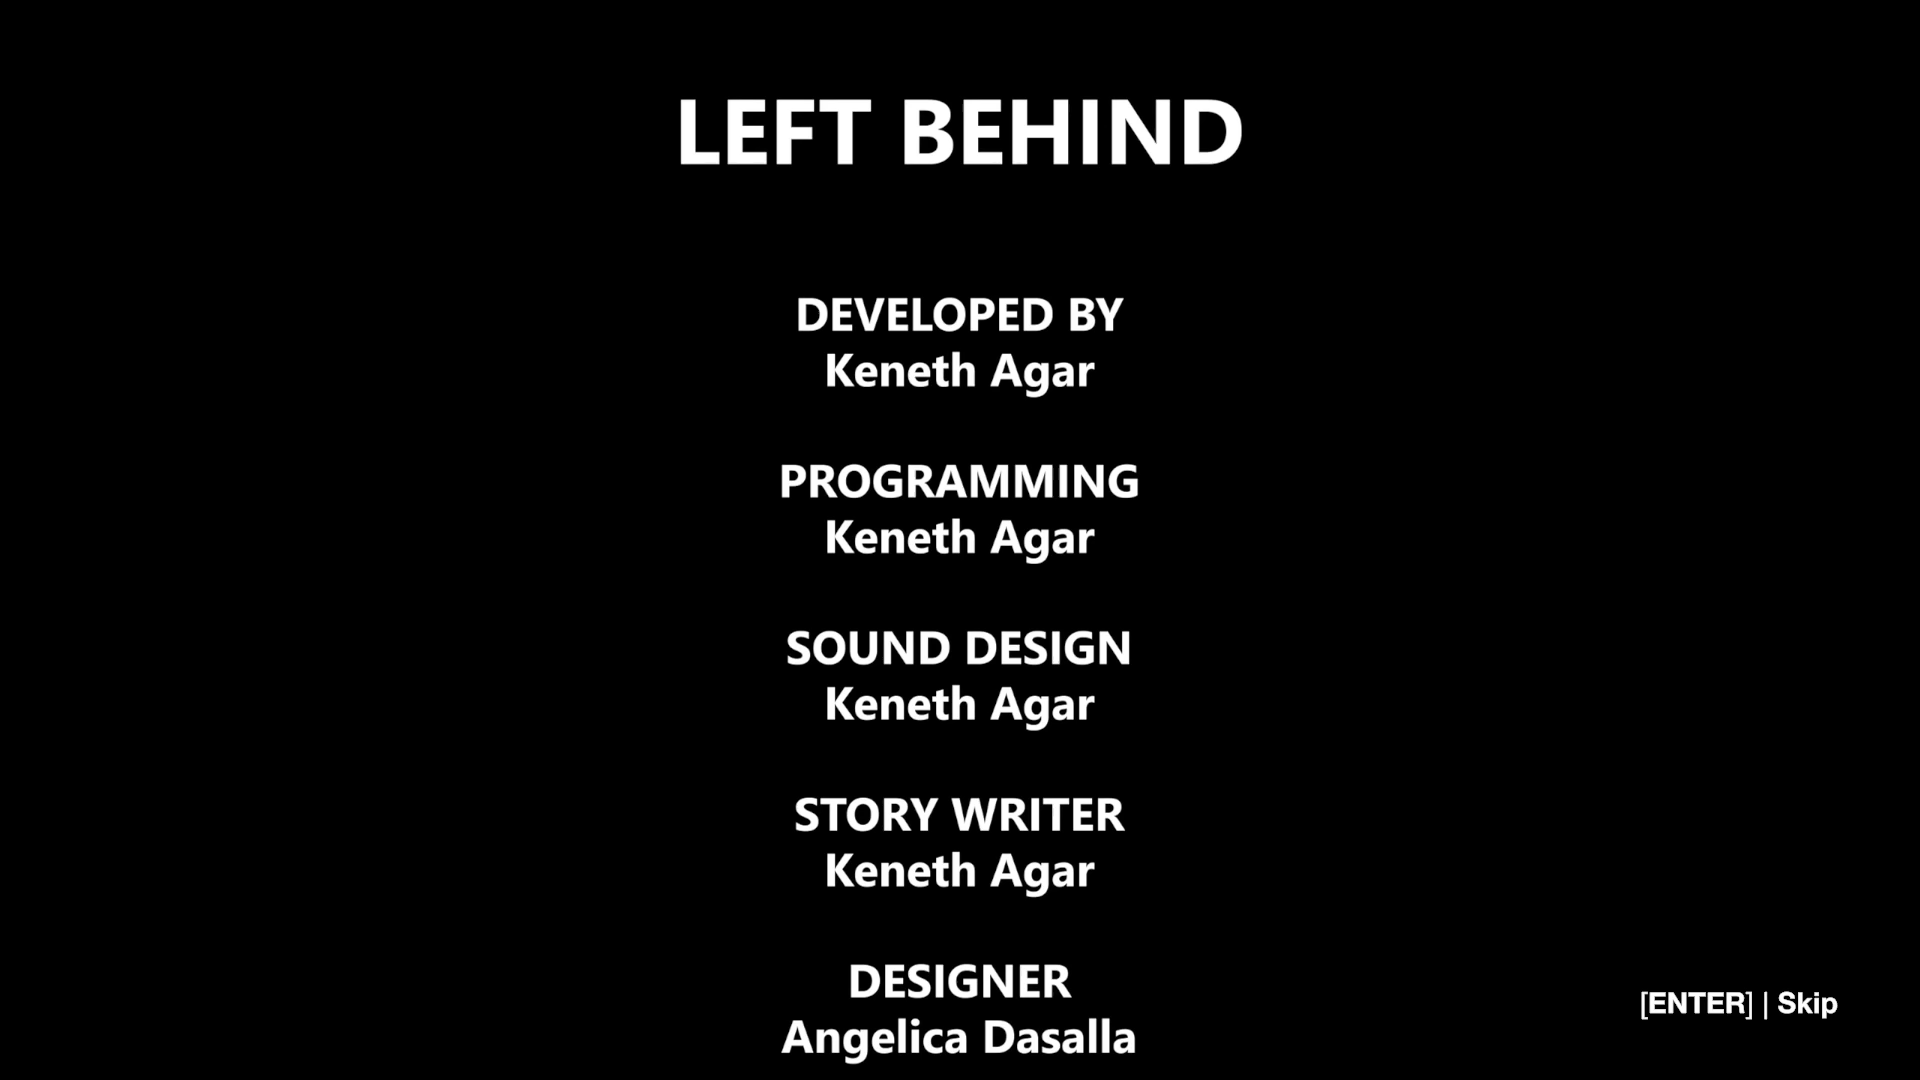 LEFT BEHIND
DEVELOPED BY
Keneth Agar
PROGRAMMING
Keneth Agar
SOUND DESIGN
Keneth Agar
STORY WRITER
Keneth Agar
DESIGNER
Angelica Dasalla
[ENTER] | Skip